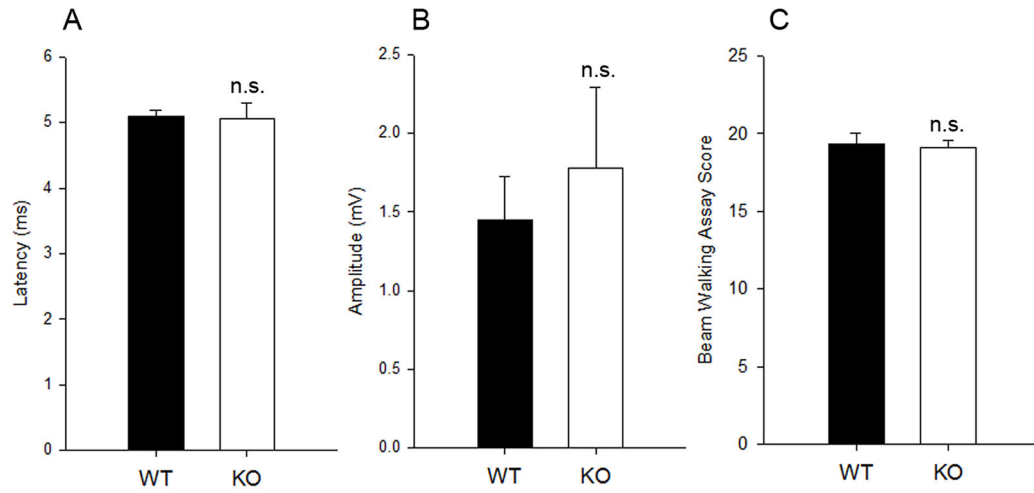 A
Latency (ms)
6
5
4
3
2
1
0
n.s.
WT
KO
B
Amplitude (mV)
2.5
2.0
1.5
1.0
0.5
0.0
n.s.
WT
KO
C
Beam Walking Assay Score
25
20
15
10
5
0
n.s.
WT
KO